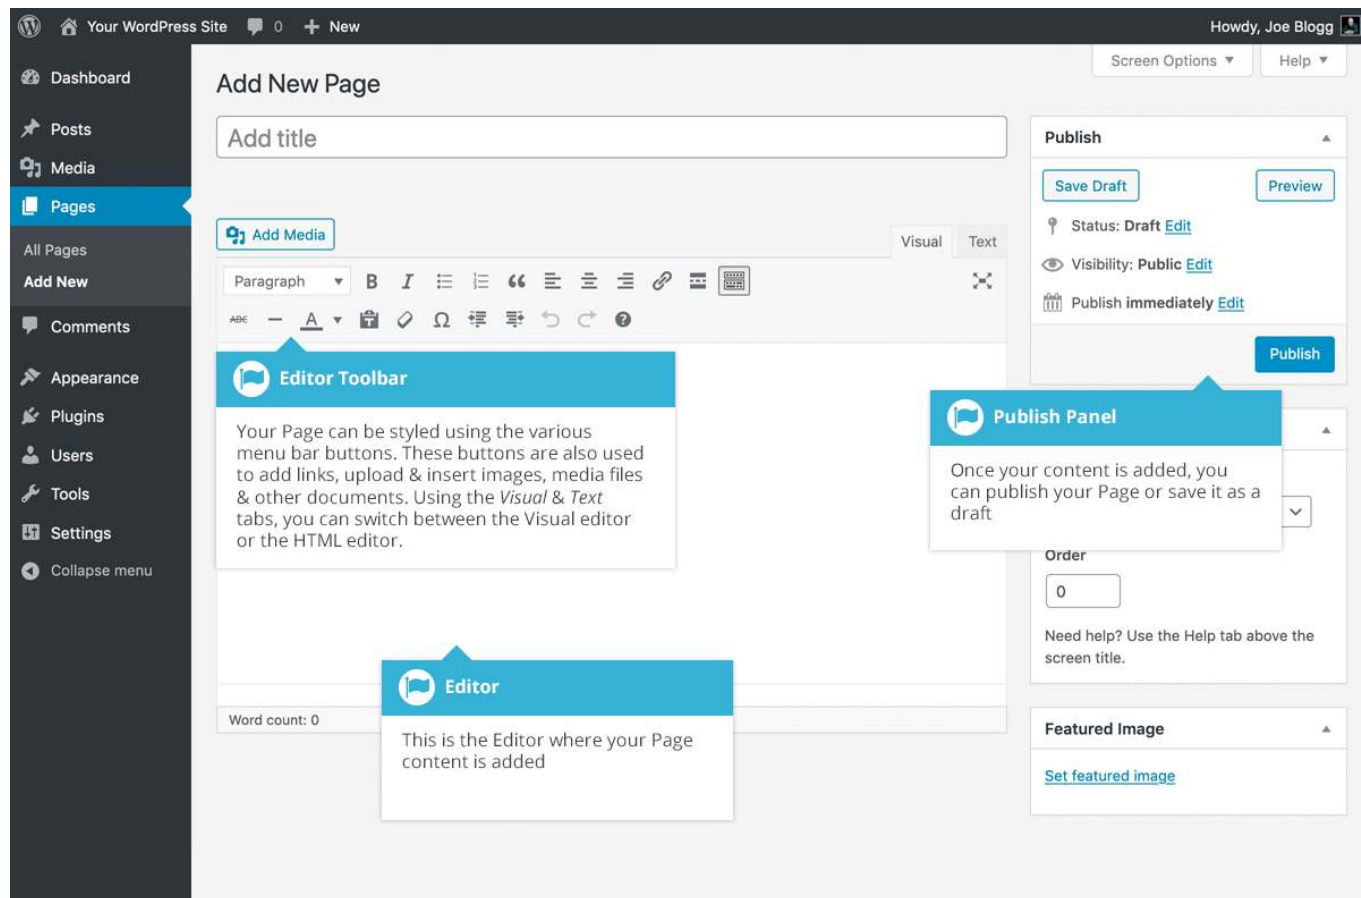 Your WordPress Site 0 New
Howdy, Joe Blogg
Dashboard
Posts
Media
Pages
All Pages
Add New
Comments
Appearance
Plugins
Users
Tools
Settings
Collapse menu
Screen Options
Help
Add New Page
Add title
Add Media
Visual
Text
Paragraph
B I
ABC A Ω
Editor Toolbar
Your Page can be styled using the various
menu bar buttons. These buttons are also used
to add links, upload & insert images, media files
& other documents. Using the Visual & Text
tabs, you can switch between the Visual editor
or the HTML editor.
Editor
This is the Editor where your Page
content is added
Word count: 0
Publish
Save Draft
Preview
Status: Draft Edit
Visibility: Public Edit
Publish immediately Edit
Publish
Publish Panel
Once your content is added, you
can publish your Page or save it as a
draft
Order
0
Need help? Use the Help tab above the
screen title.
Featured Image
Set featured image